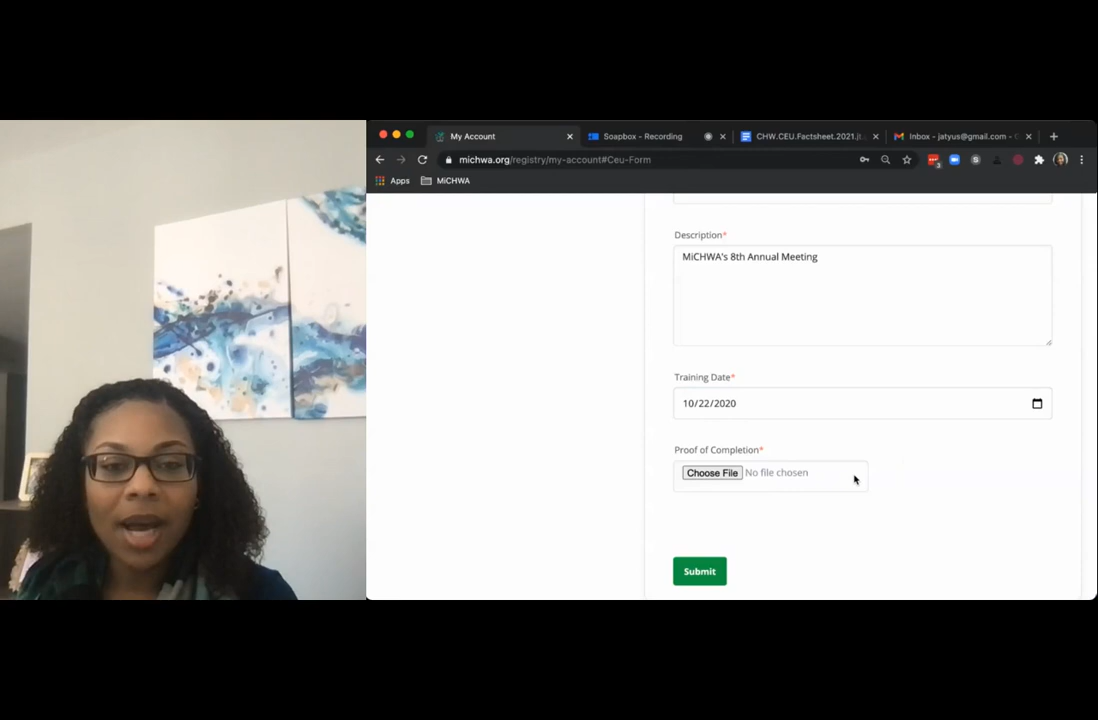 My Account
Soapbox - Recording
CHW.CEU.Factsheet.2021.jt
Inbox - jatyus@gmail.com -
michwa.org/registry/my-account#Ceu-Form
Apps
MiCHWA
Description*
MiCHWA's 8th Annual Meeting
Training Date*
10/22/2020
Proof of Completion*
Choose File No file chosen
Submit